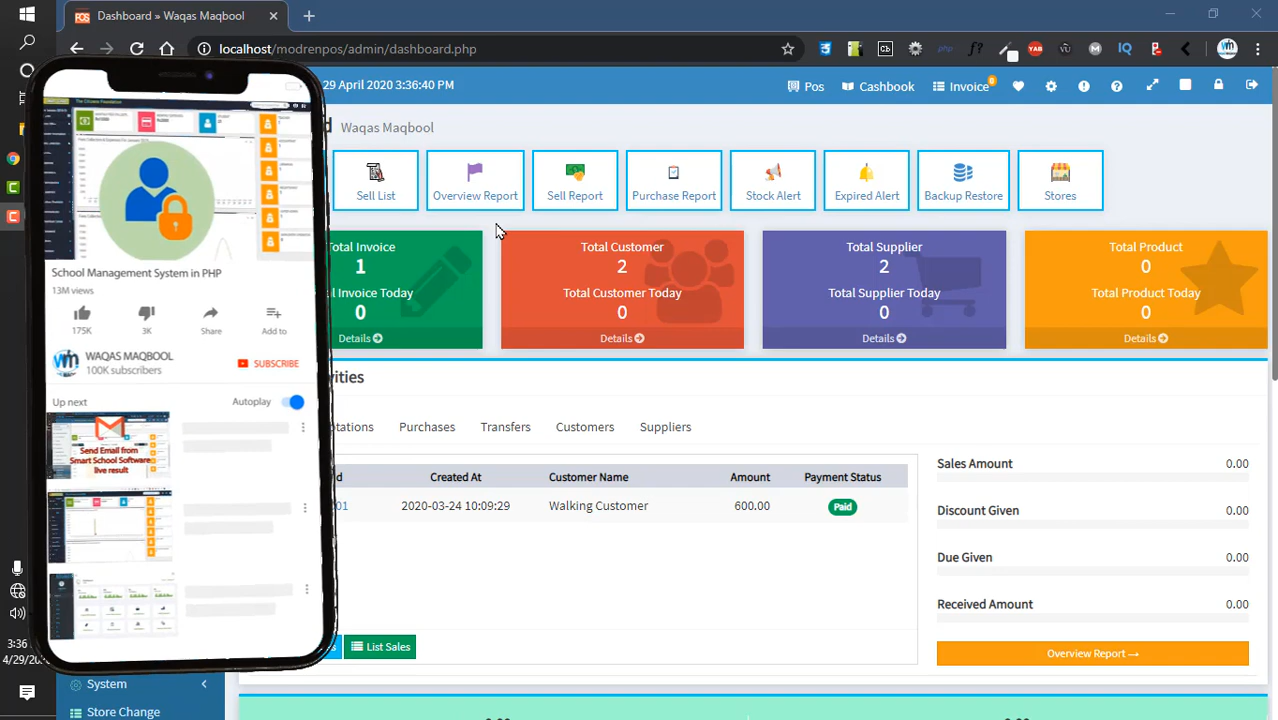 Dashboard » Waqas Maqbool
localhost/modrenpos/admin/dashboard.php
29 April 2020 3:36:40 PM
Pos
Cashbook
Invoice
0
Waqas Maqbool
Sell List
Overview Report
Sell Report
Purchase Report
Stock Alert
Expired Alert
Backup Restore
Stores
otal Invoice
1
l Invoice Today
0
Details
Total Customer
2
Total Customer Today
0
Details
Total Supplier
2
Total Supplier Today
0
Details
Total Product
0
Total Product Today
0
Details
vities
tations
Purchases
Transfers
Customers
Suppliers
d
Created At
Customer Name
Amount
Payment Status
01
2020-03-24 10:09:29
Walking Customer
600.00
Paid
List Sales
Sales Amount 0.00
Discount Given 0.00
Due Given 0.00
Received Amount 0.00
Overview Report →
School Management System in PHP
13M views
175K
3K
Share
Add to
WAQAS MAQBOOL
100K subscribers
SUBSCRIBE
Up next
Autoplay
Send Email from
Smart School Software
live result
3:36
4/29/20
System
Store Change